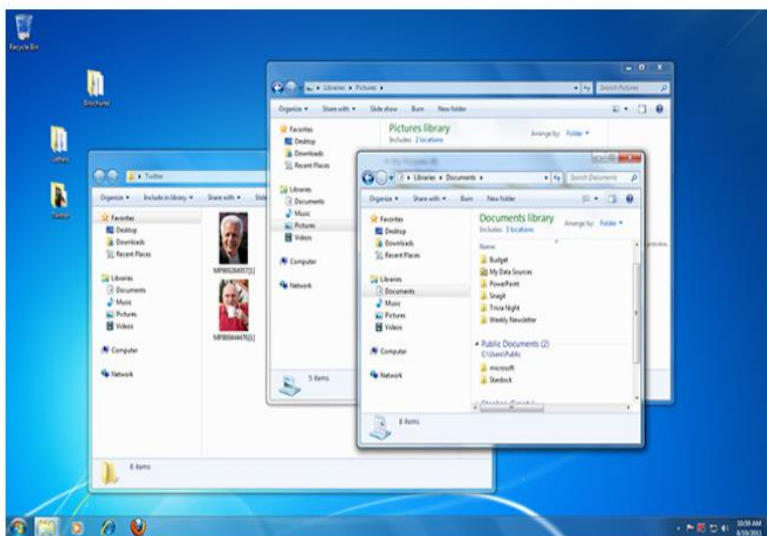 Recycle Bin
Brochures
Letters
Twitter
Libraries ▸ Pictures ▸
Search Pictures
Organize ▾ Share with ▾ Slide show Burn New folder
Favorites
Desktop
Downloads
Recent Places
Libraries
Documents
Music
Pictures
Videos
Computer
Network
Pictures library
Includes: 2 locations
Arrange by: Folder ▾
5 items
Twitter
Organize ▾ Include in library ▾ Share with ▾
Favorites
Desktop
Downloads
Recent Places
Libraries
Documents
Music
Pictures
Videos
Computer
Network
6 items
Libraries ▸ Documents ▸
Search Documents
Organize ▾ Share with ▾ Burn New folder
Favorites
Desktop
Downloads
Recent Places
Libraries
Documents
Music
Pictures
Videos
Computer
Network
Documents library
Includes: 3 locations
Arrange by: Folder ▾
Name
Budget
My Data Sources
PowerPoint
Snagit
Trivia Night
Weekly Newsletter
Public Documents (2)
C:\Users\Public
microsoft
Stardock
8 items
10:59 AM
8/19/2011